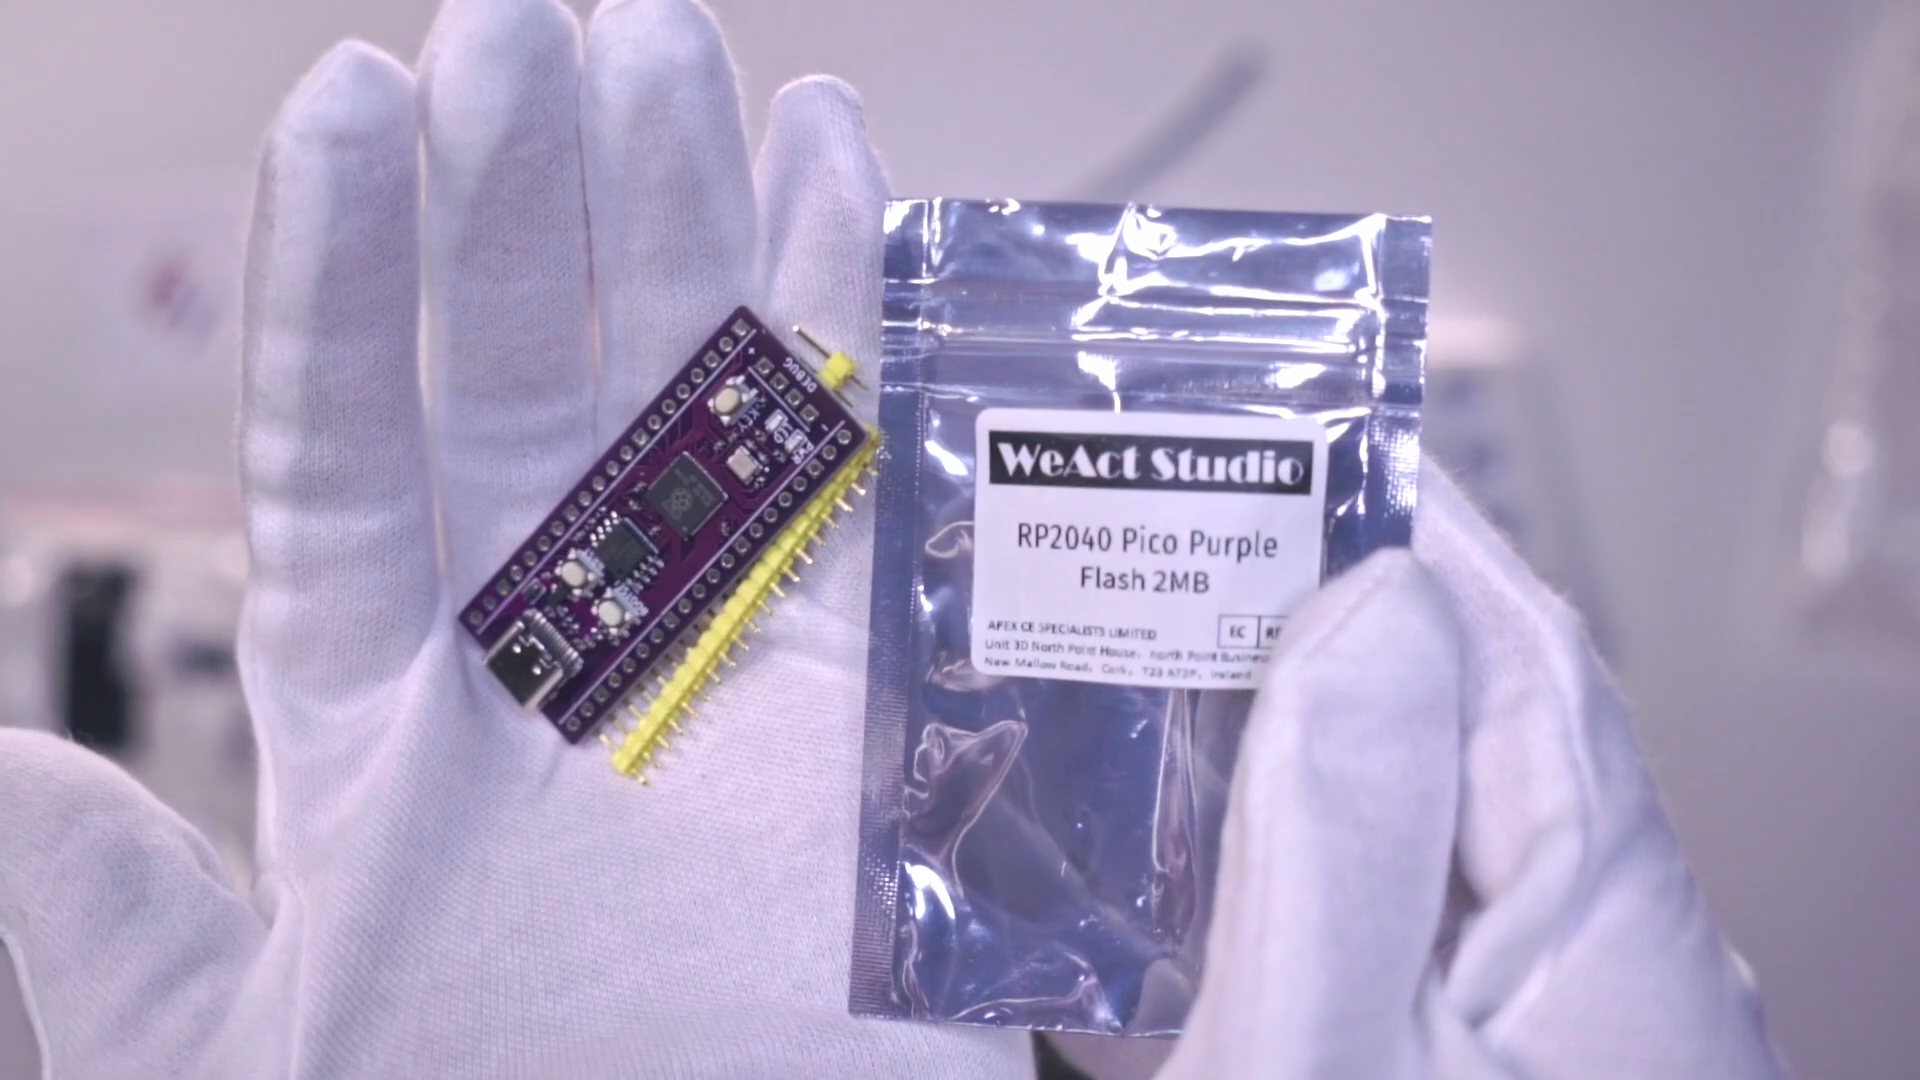 DEBUG
KEY
WeAct Studio
RP2040 Pico Purple
Flash 2MB
APEX CE SPECIALISTS LIMITED
EC
Unit 3D North Point House, north Point Business
New Mallow Road, Cork, T23 AT2P, Ireland